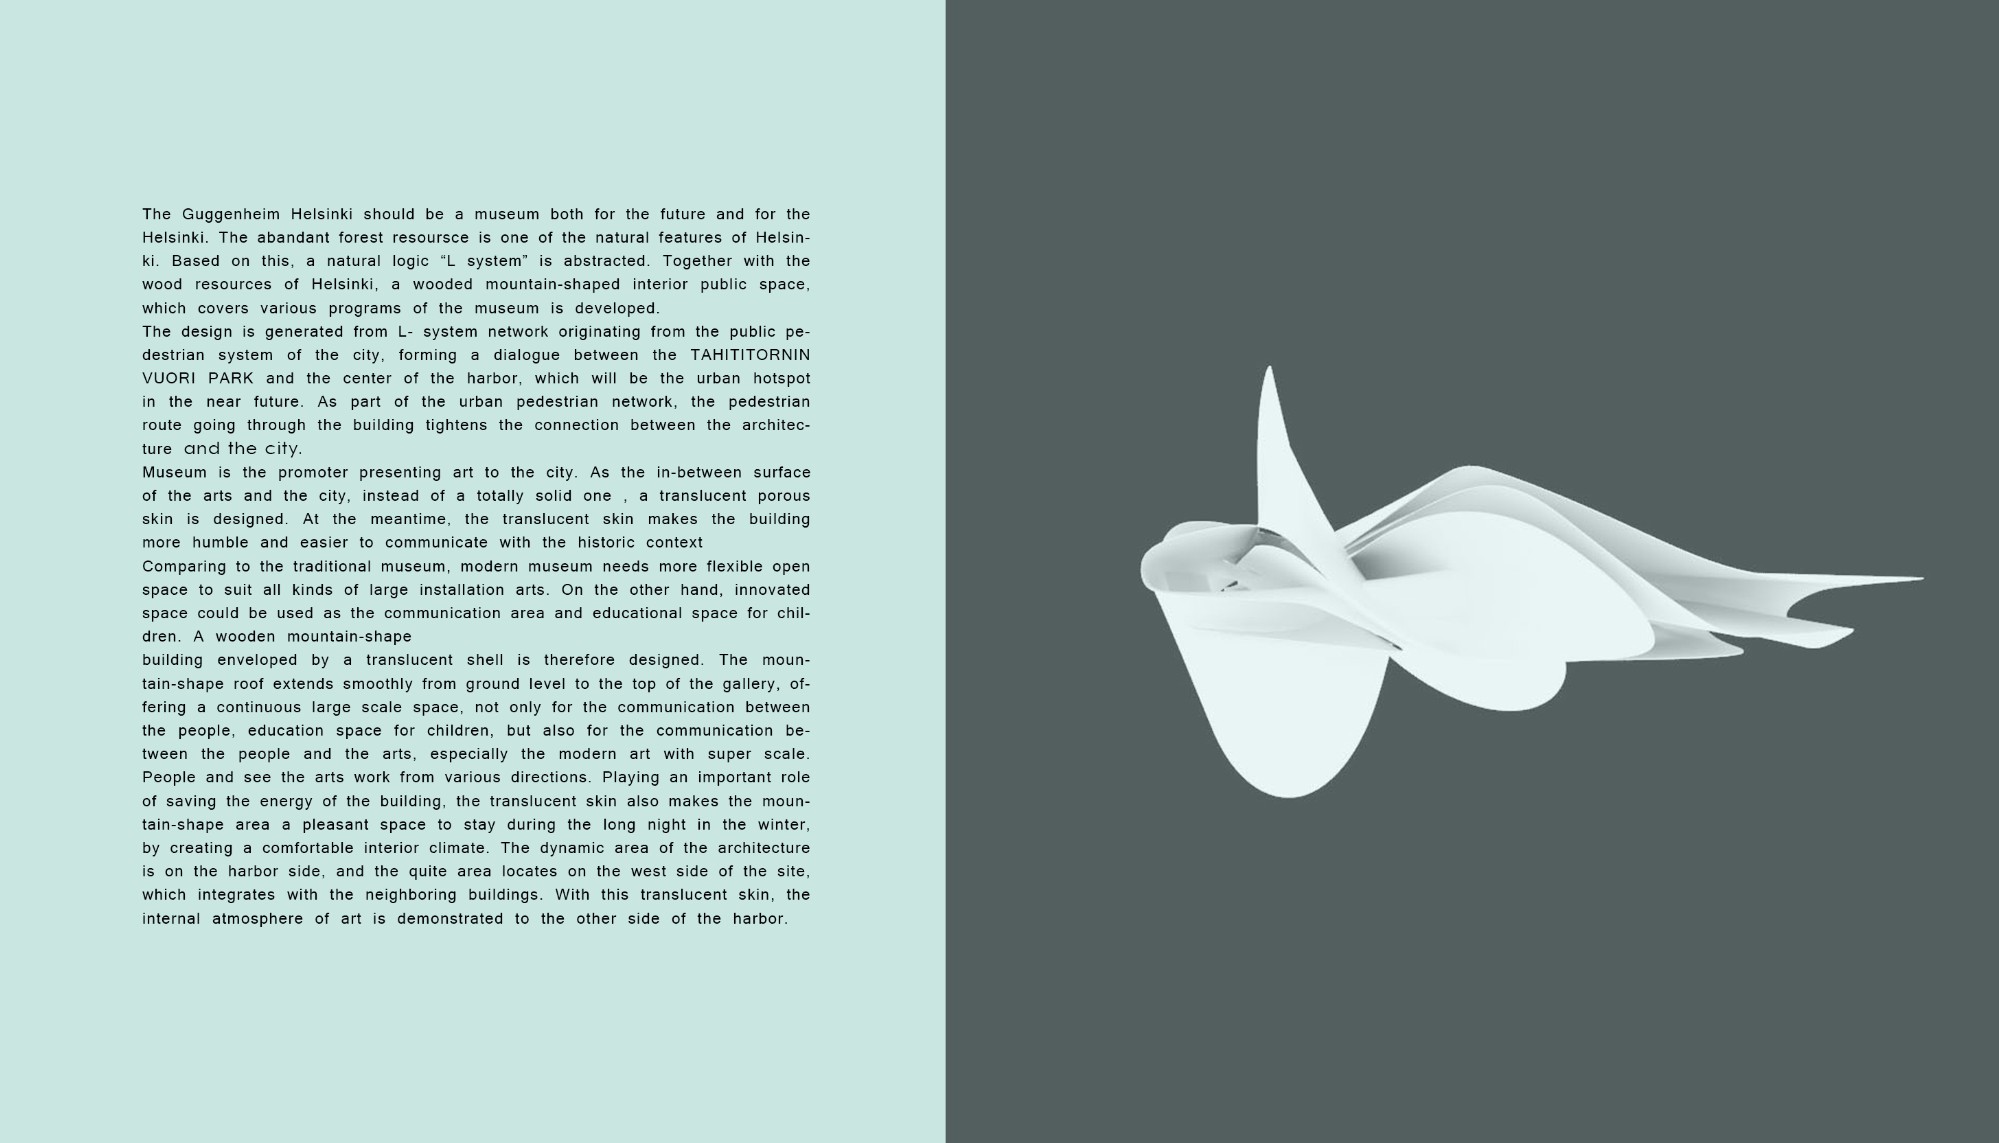 The Guggenheim Helsinki should be a museum both for the future and for the
Helsinki. The abandant forest resoursce is one of the natural features of Helsin-
ki. Based on this, a natural logic “L system” is abstracted. Together with the
wood resources of Helsinki, a wooded mountain-shaped interior public space,
which covers various programs of the museum is developed.
The design is generated from L- system network originating from the public pe-
destrian system of the city, forming a dialogue between the TAHITITORNIN
VUORI PARK and the center of the harbor, which will be the urban hotspot
in the near future. As part of the urban pedestrian network, the pedestrian
route going through the building tightens the connection between the architec-
ture and the city.
Museum is the promoter presenting art to the city. As the in-between surface
of the arts and the city, instead of a totally solid one , a translucent porous
skin is designed. At the meantime, the translucent skin makes the building
more humble and easier to communicate with the historic context
Comparing to the traditional museum, modern museum needs more flexible open
space to suit all kinds of large installation arts. On the other hand, innovated
space could be used as the communication area and educational space for chil-
dren. A wooden mountain-shape
building enveloped by a translucent shell is therefore designed. The moun-
tain-shape roof extends smoothly from ground level to the top of the gallery, of-
fering a continuous large scale space, not only for the communication between
the people, education space for children, but also for the communication be-
tween the people and the arts, especially the modern art with super scale.
People and see the arts work from various directions. Playing an important role
of saving the energy of the building, the translucent skin also makes the moun-
tain-shape area a pleasant space to stay during the long night in the winter,
by creating a comfortable interior climate. The dynamic area of the architecture
is on the harbor side, and the quite area locates on the west side of the site,
which integrates with the neighboring buildings. With this translucent skin, the
internal atmosphere of art is demonstrated to the other side of the harbor.